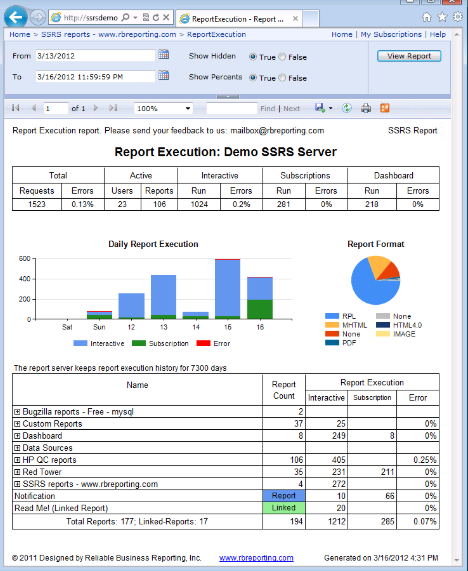 http://ssrsdemo
ReportExecution - Report ...
Home > SSRS reports - www.rbreporting.com > ReportExecution
Home | My Subscriptions | Help
From 3/13/2012 Show Hidden True False View Report
To 3/16/2012 11:59:59 PM Show Percents True False
1 of 1 100% Find | Next
Report Execution report. Please send your feedback to us: mailbox@rbreporting.com SSRS Report
Report Execution: Demo SSRS Server
Total Active Interactive Subscriptions Dashboard
Requests Errors Users Reports Run Errors Run Errors Run Errors
1523 0.13% 23 106 1024 0.2% 281 0% 218 0%
Daily Report Execution
600
400
200
0
Sat Sun 12 13 14 15 16
Interactive Subscription Error
Report Format
RPL None
MHTML HTML4.0
None IMAGE
PDF
The report server keeps report execution history for 7300 days
Name Report Count Report Execution
Interactive Subscription Error
Bugzilla reports - Free - mysql 2
Custom Reports 37 25 0%
Dashboard 8 249 8 0%
Data Sources
HP QC reports 106 405 0.25%
Red Tower 35 231 211 0%
SSRS reports - www.rbreporting.com 4 272 0%
Notification Report 10 66 0%
Read Me! (Linked Report) Linked 20 0%
Total Reports: 177; Linked-Reports: 17 194 1212 285 0.07%
© 2011 Designed by Reliable Business Reporting, Inc. www.rbreporting.com Generated on 3/16/2012 4:31 PM